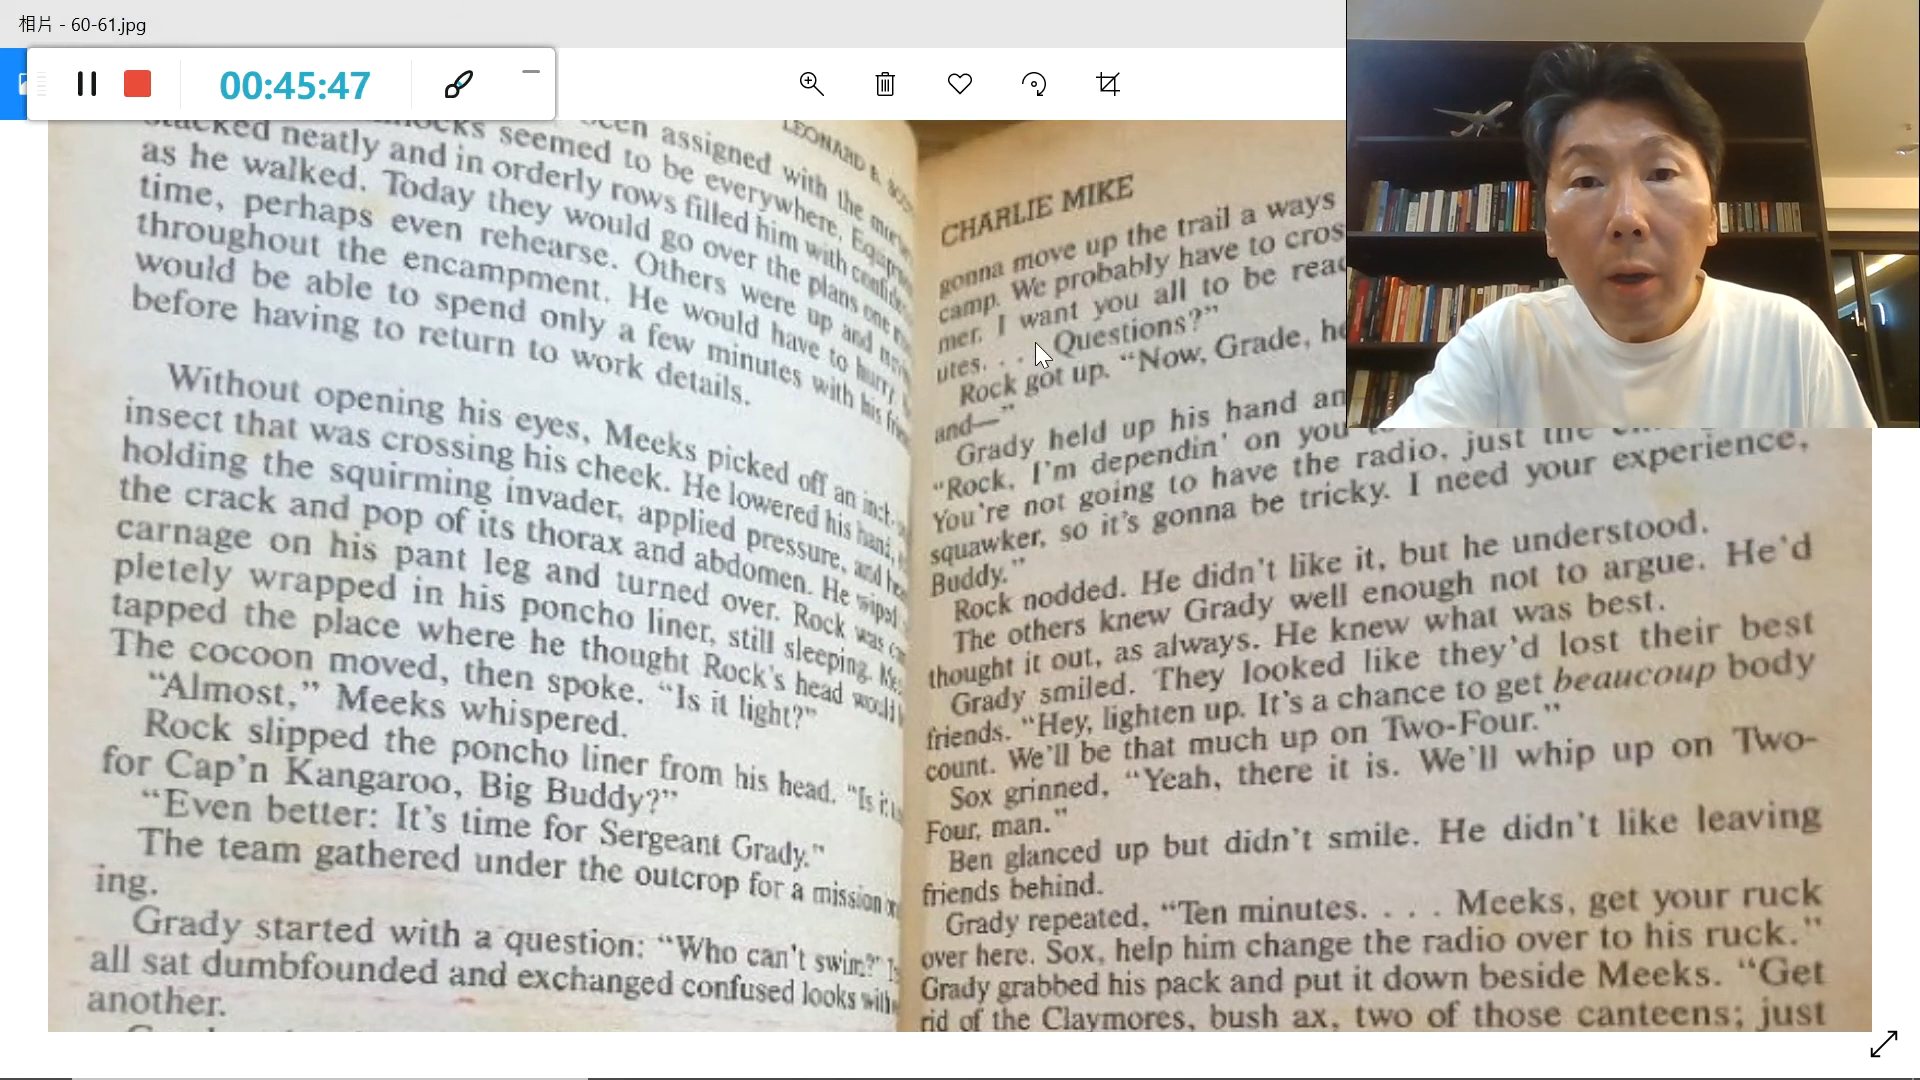 相片 - 60-61.jpg
00:45:47
LEONARD B.
seemed to be everywhere.
assigned with the
stacked neatly and in orderly rows filled him with
as he walked. Today they would go over the plans one
time, perhaps even rehearse. Others were up and
throughout the encampment. He would have to hurry.
would be able to spend only a few minutes with his
before having to return to work details.
Without opening his eyes, Meeks picked off an
insect that was crossing his cheek. He lowered his hand,
holding the squirming invader, applied pressure, and
the crack and pop of its thorax and abdomen. He wiped
carnage on his pant leg and turned over. Rock was
pletely wrapped in his poncho liner, still sleeping.
tapped the place where he thought Rock's head would
The cocoon moved, then spoke. “Is it light?”
“Almost,” Meeks whispered.
Rock slipped the poncho liner from his head. “Is it
for Cap'n Kangaroo, Big Buddy?”
“Even better: It's time for Sergeant Grady.”
The team gathered under the outcrop for a mission
ing.
Grady started with a question: “Who can't swim?”
all sat dumbfounded and exchanged confused looks with
another.
CHARLIE MIKE
gonna move up the trail a ways
camp. We probably have to
mer. I want you all to be
utes. . . . Questions?”
Rock got up. “Now, Grade,
and—”
Grady held up his hand
“Rock, I'm dependin' on you
You're not going to have the radio, just the
squawker, so it's gonna be tricky. I need your experience,
Buddy.”
Rock nodded. He didn't like it, but he understood.
The others knew Grady well enough not to argue. He'd
thought it out, as always. He knew what was best.
Grady smiled. They looked like they'd lost their best
friends. “Hey, lighten up. It's a chance to get beaucoup body
count. We'll be that much up on Two-Four.”
Sox grinned, “Yeah, there it is. We'll whip up on Two-
Four, man.”
Ben glanced up but didn't smile. He didn't like leaving
friends behind.
Grady repeated, “Ten minutes. . . . Meeks, get your ruck
over here. Sox, help him change the radio over to his ruck.”
Grady grabbed his pack and put it down beside Meeks. “Get
rid of the Claymores, bush ax, two of those canteens; just